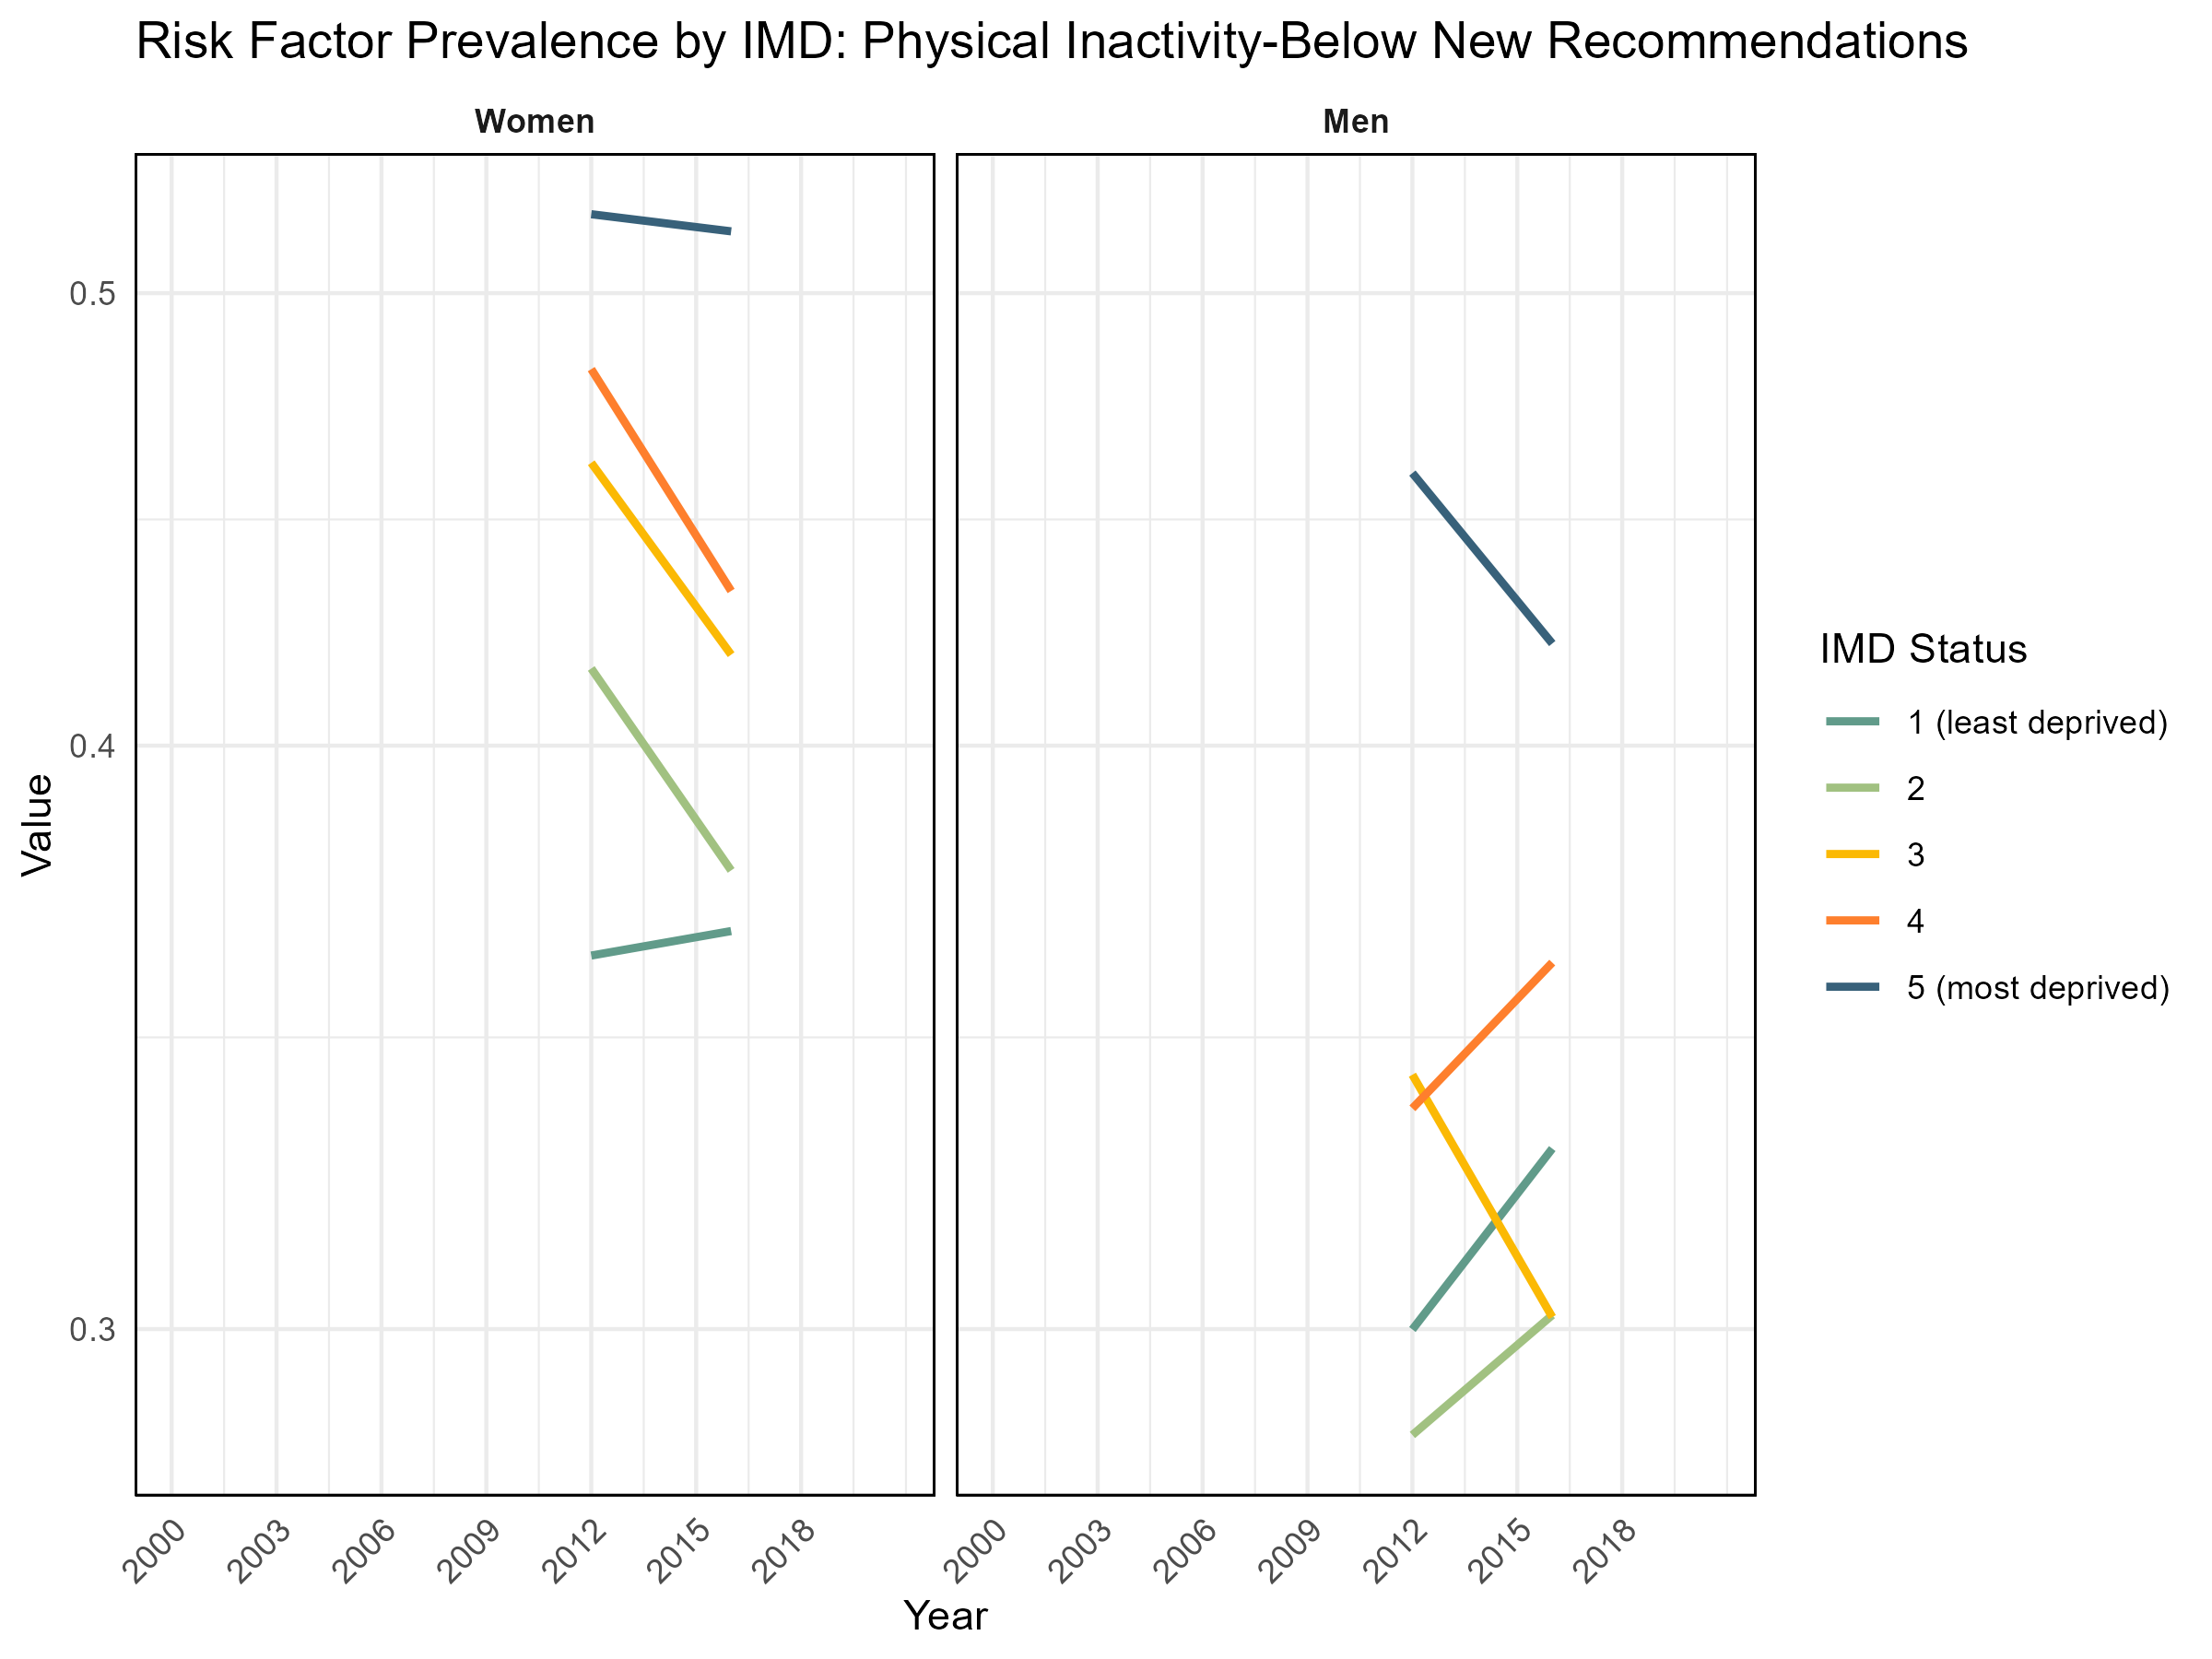 Risk Factor Prevalence by IMD: Physical Inactivity-Below New Recommendations
Women
Men
0.5
0.4
0.3
Value
2000
2003
2006
2009
2012
2015
2018
2000
2003
2006
2009
2012
2015
2018
Year
IMD Status
1 (least deprived)
2
3
4
5 (most deprived)